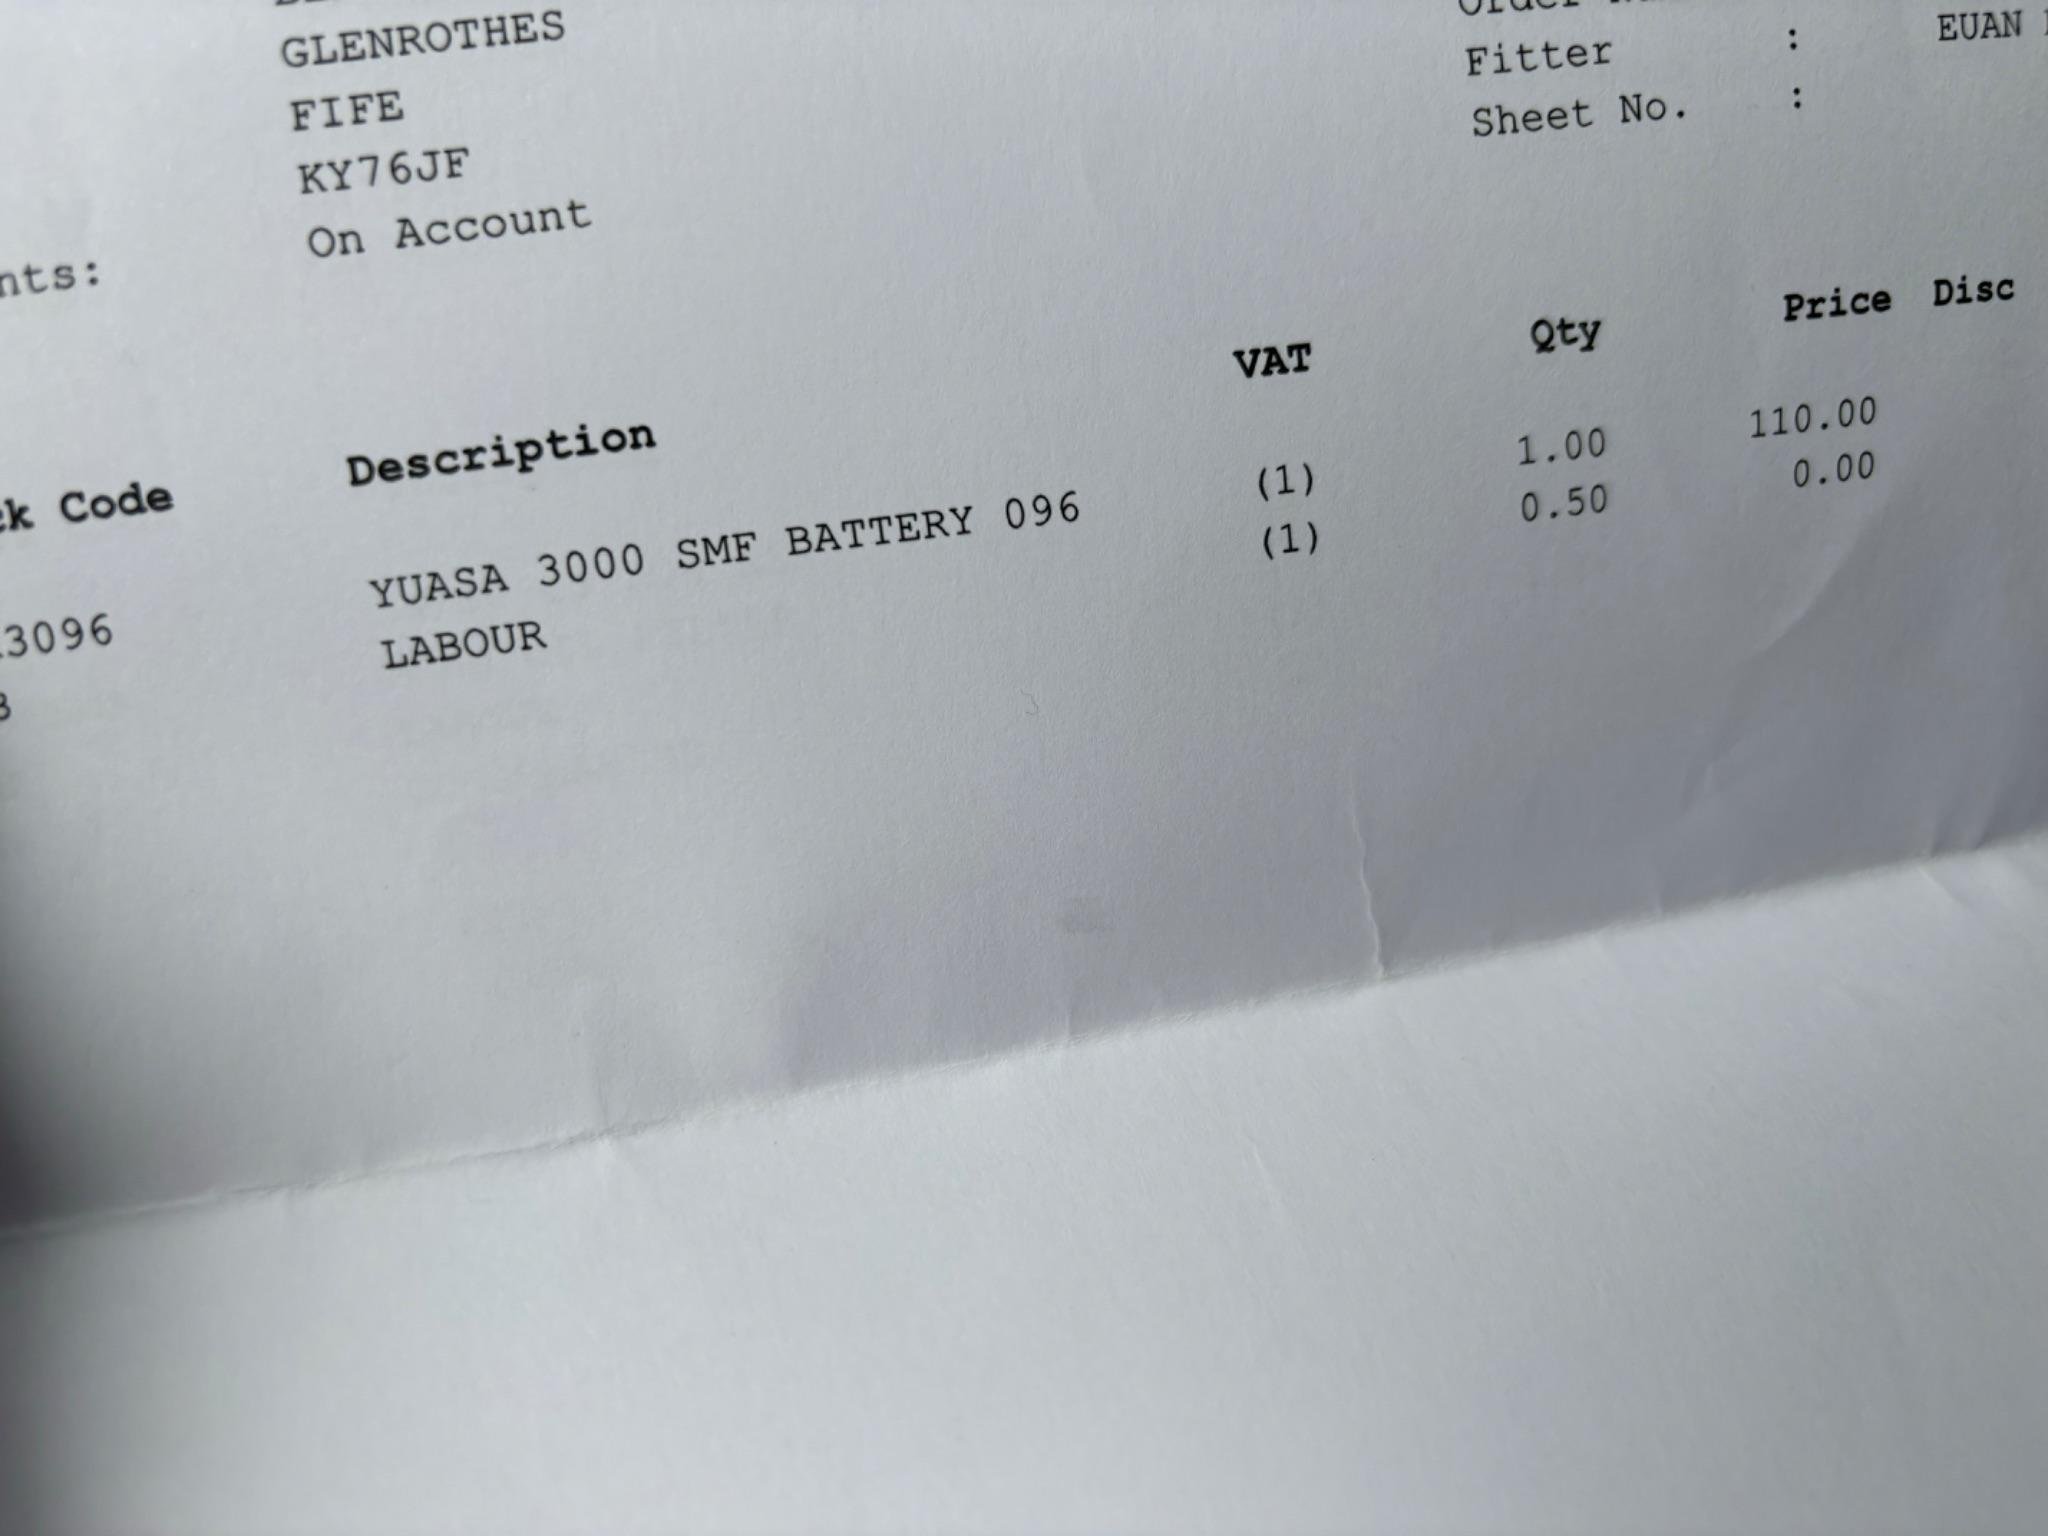 GLENROTHES
FIFE
KY76JF
On Account
Fitter : EUAN
Sheet No. :
Code Description VAT Qty Price Disc
3096 YUASA 3000 SMF BATTERY 096 (1) 1.00 110.00
LABOUR (1) 0.50 0.00